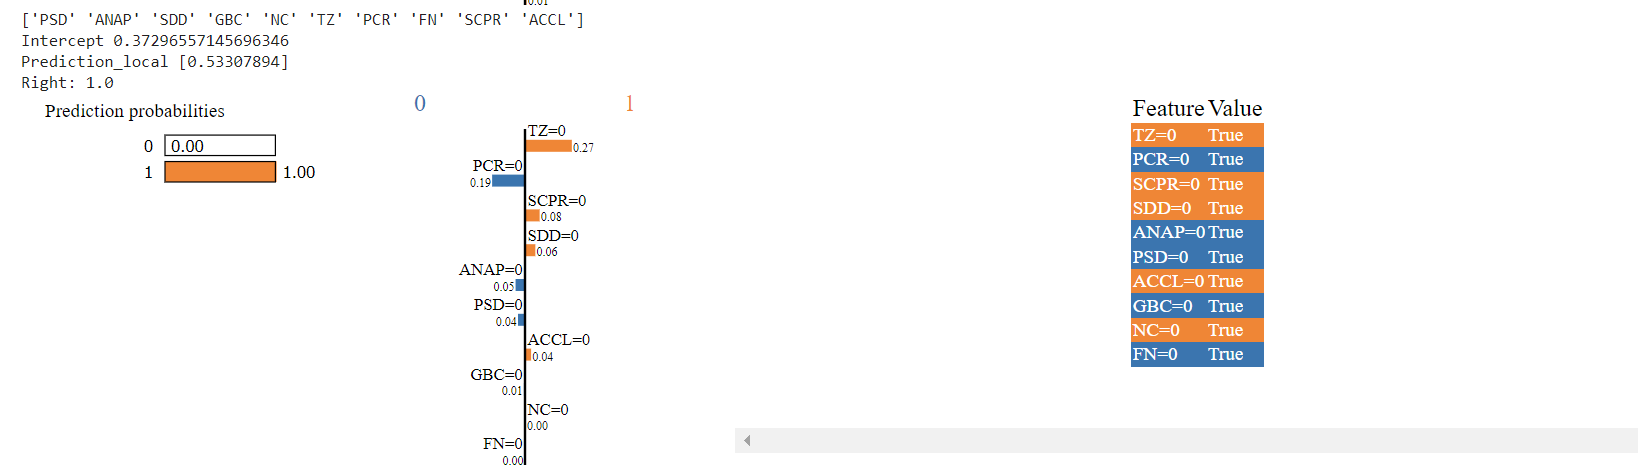 0.01
['PSD' 'ANAP' 'SDD' 'GBC' 'NC' 'TZ' 'PCR' 'FN' 'SCPR' 'ACCL']
Intercept 0.37296557145696346
Prediction_local [0.53307894]
Right: 1.0
Prediction probabilities
0 0.00
1 1.00
0 1
TZ=0
0.27
PCR=0
0.19
SCPR=0
0.08
SDD=0
0.06
ANAP=0
0.05
PSD=0
0.04
ACCL=0
0.04
GBC=0
0.01
NC=0
0.00
FN=0
0.00
Feature Value
TZ=0 True
PCR=0 True
SCPR=0 True
SDD=0 True
ANAP=0 True
PSD=0 True
ACCL=0 True
GBC=0 True
NC=0 True
FN=0 True